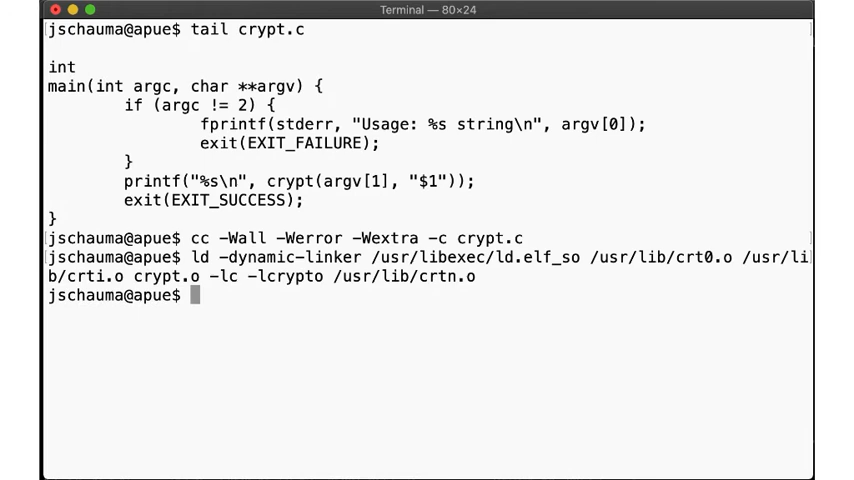 Terminal — 80×24
jschauma@apue$ tail crypt.c
int
main(int argc, char **argv) {
if (argc != 2) {
fprintf(stderr, "Usage: %s string\n", argv[0]);
exit(EXIT_FAILURE);
}
printf("%s\n", crypt(argv[1], "$1"));
exit(EXIT_SUCCESS);
}
jschauma@apue$ cc -Wall -Werror -Wextra -c crypt.c
jschauma@apue$ ld -dynamic-linker /usr/libexec/ld.elf_so /usr/lib/crt0.o /usr/li
b/crti.o crypt.o -lc -lcrypto /usr/lib/crtn.o
jschauma@apue$